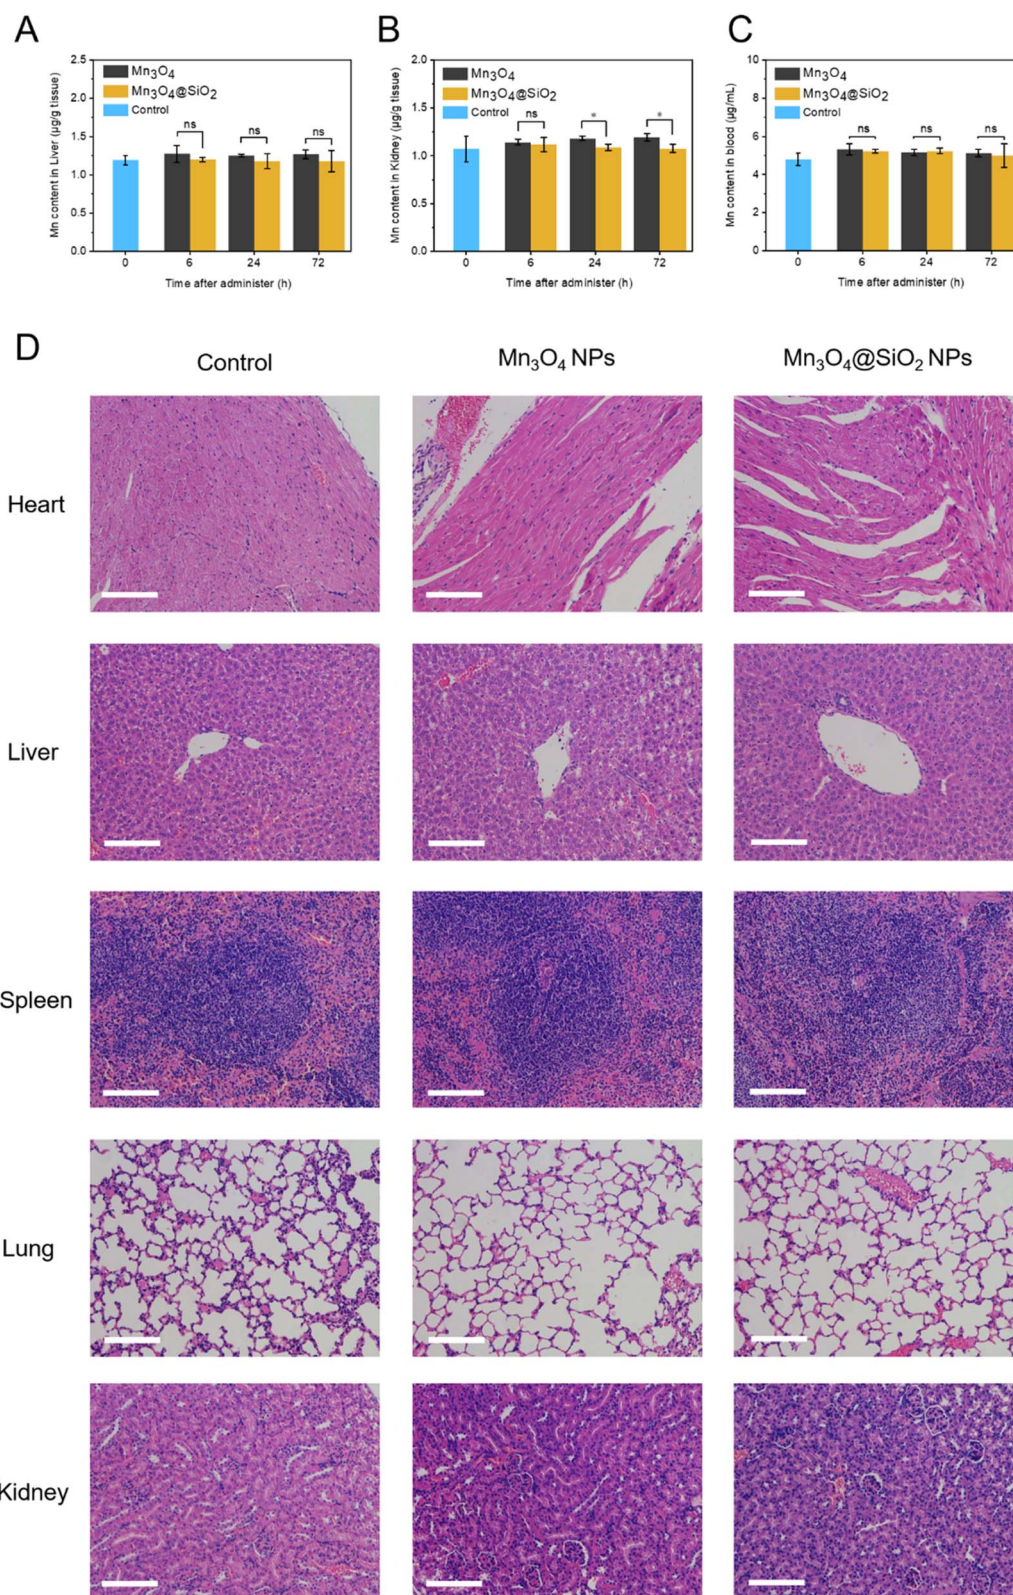 A
Mn content in Liver (μg/g tissue)
2.5
2.0
1.5
1.0
0.5
0.0
Mn₃O₄
Mn₃O₄@SiO₂
Control
ns
ns
ns
0
6
24
72
Time after administer (h)
B
Mn content in Kidney (μg/g tissue)
2.0
1.5
1.0
0.5
0.0
Mn₃O₄
Mn₃O₄@SiO₂
Control
ns
*
*
0
6
24
72
Time after administer (h)
C
Mn content in blood (μg/mL)
10
8
6
4
2
0
Mn₃O₄
Mn₃O₄@SiO₂
Control
ns
ns
ns
0
6
24
72
Time after administer (h)
D
Control
Mn₃O₄ NPs
Mn₃O₄@SiO₂ NPs
Heart
Liver
Spleen
Lung
Kidney